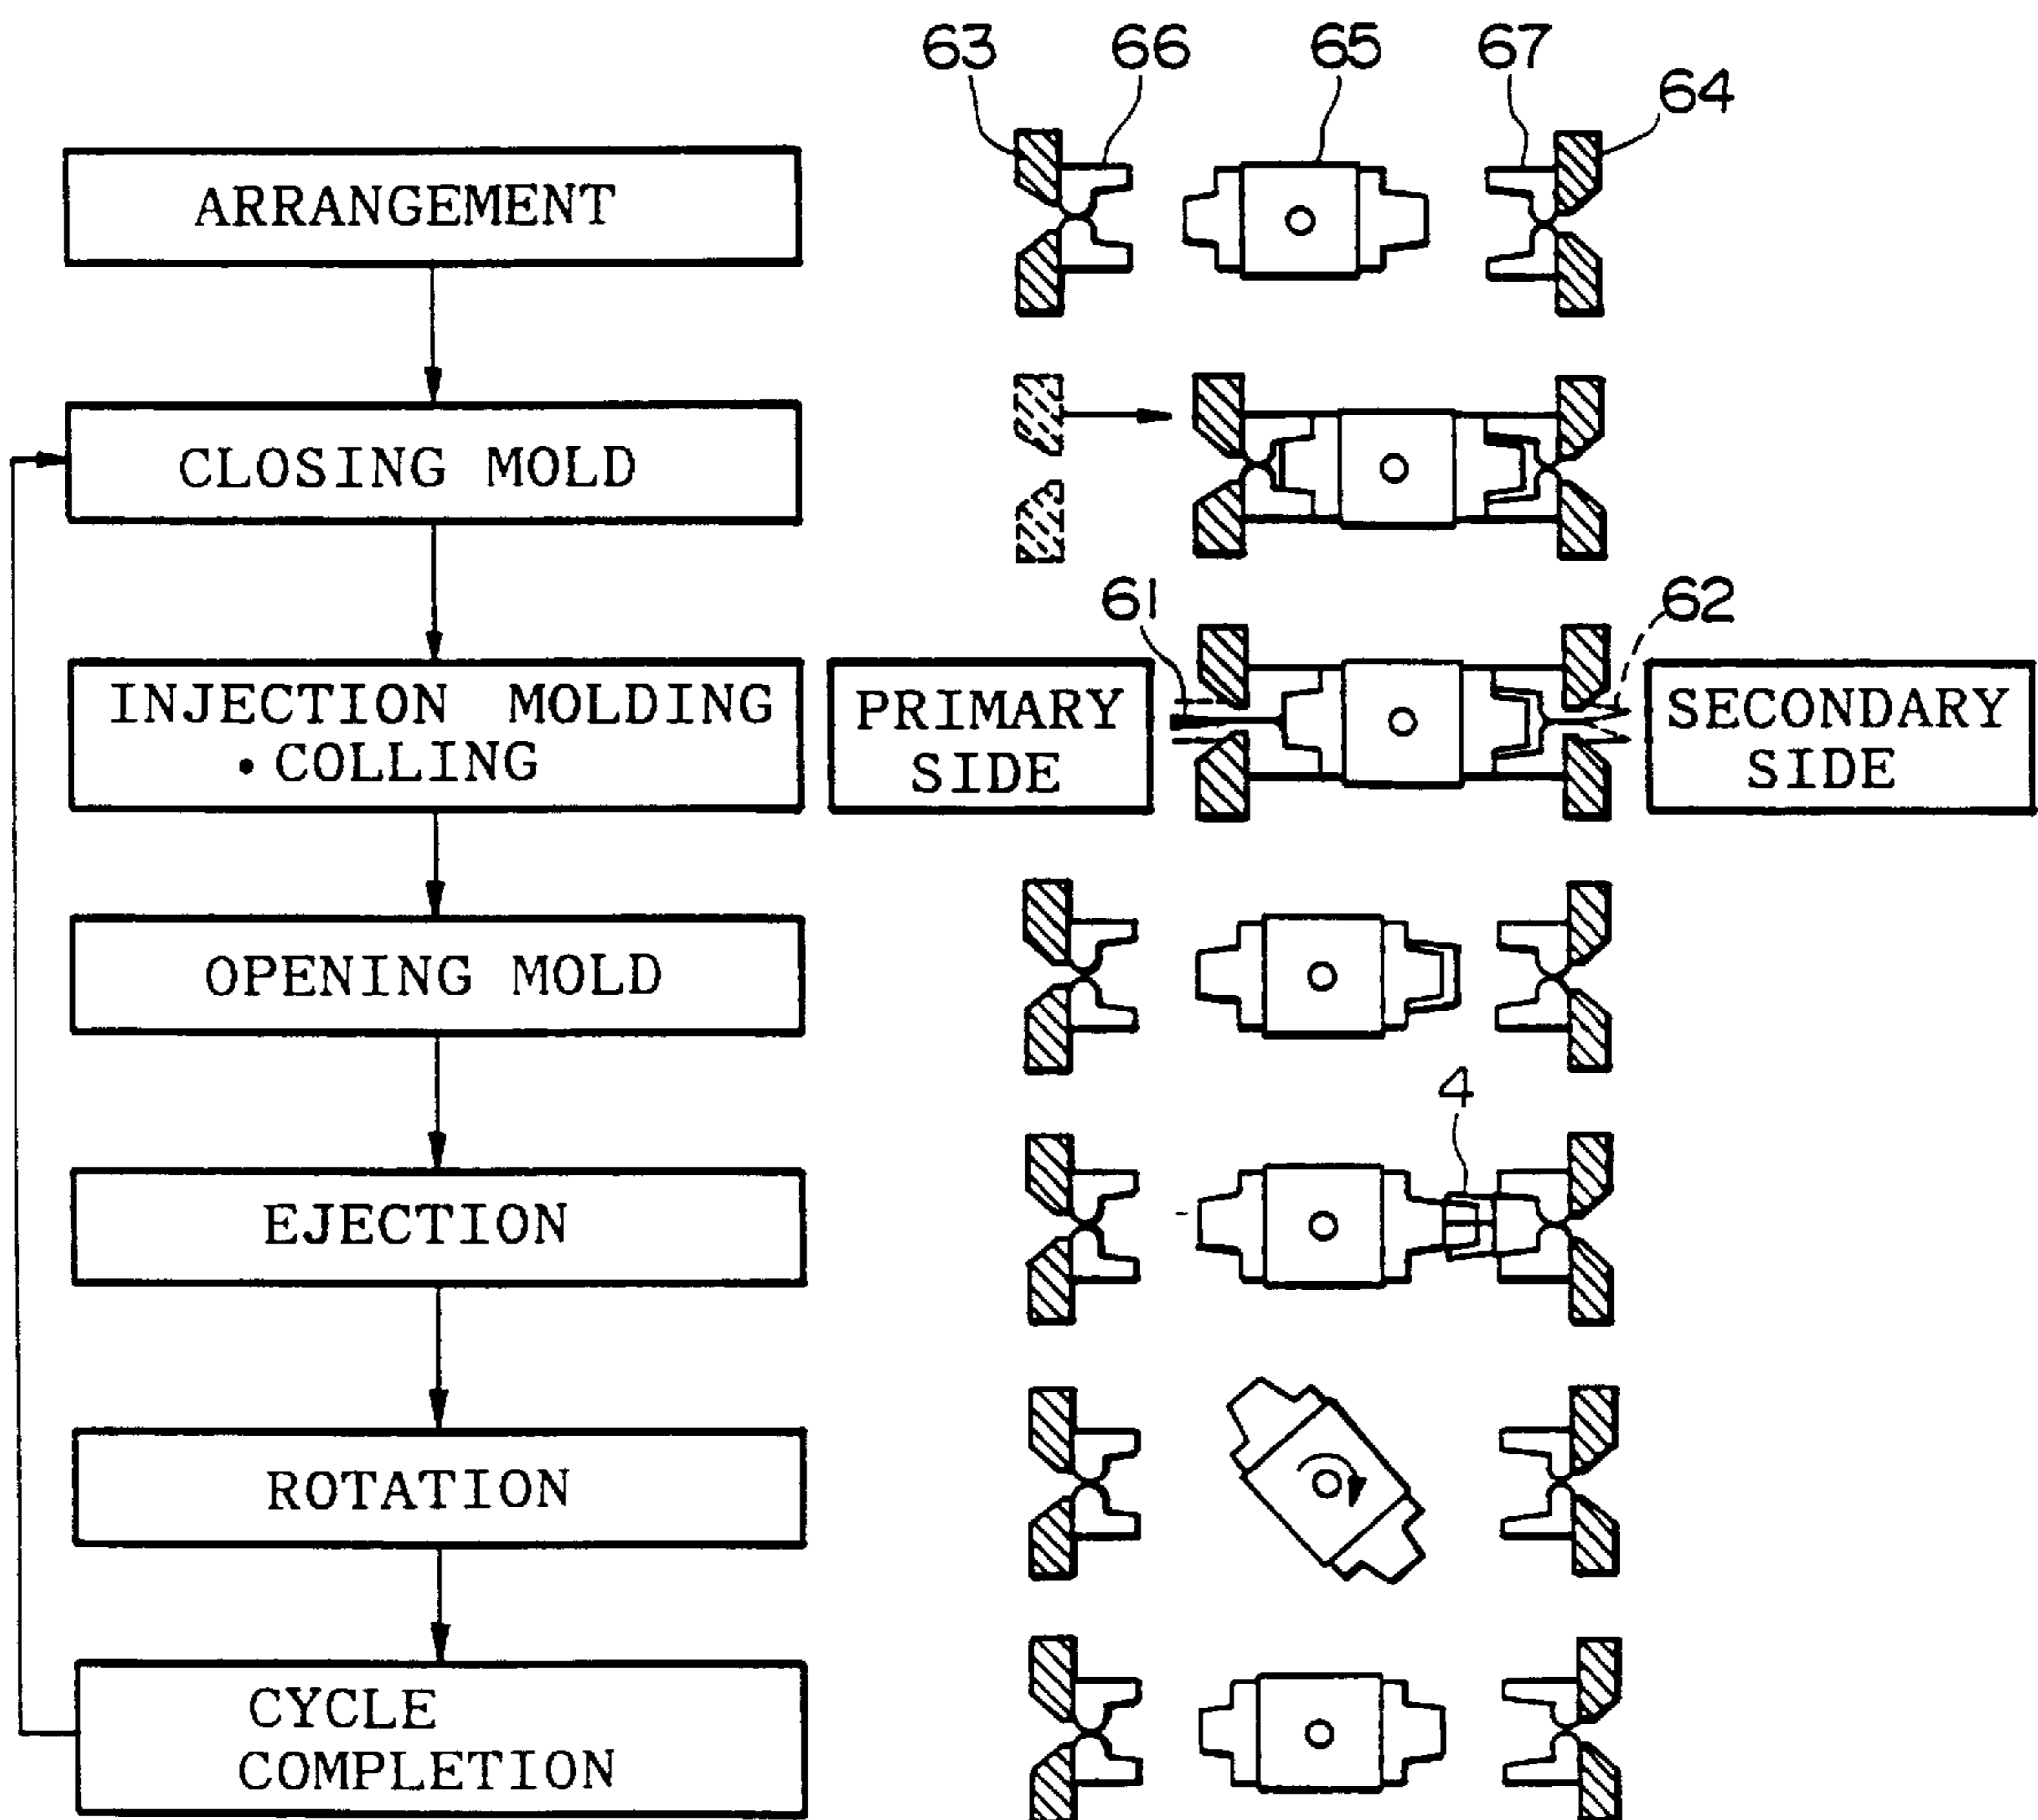 63 66 65 67 64
ARRANGEMENT
CLOSING MOLD
61 62
INJECTION MOLDING
• COLLING
PRIMARY
SIDE
SECONDARY
SIDE
OPENING MOLD
4
EJECTION
ROTATION
CYCLE
COMPLETION